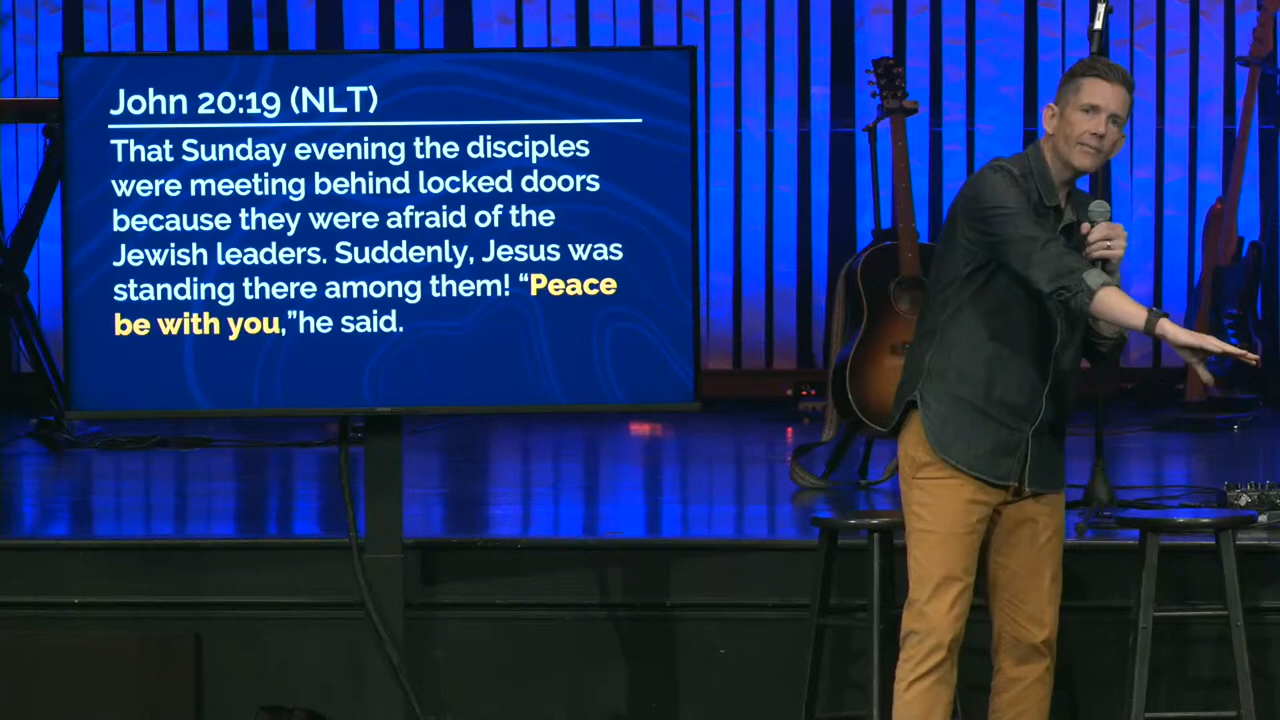 John 20:19 (NLT)
That Sunday evening the disciples
were meeting behind locked doors
because they were afraid of the
Jewish leaders. Suddenly, Jesus was
standing there among them! “Peace
be with you,”he said.